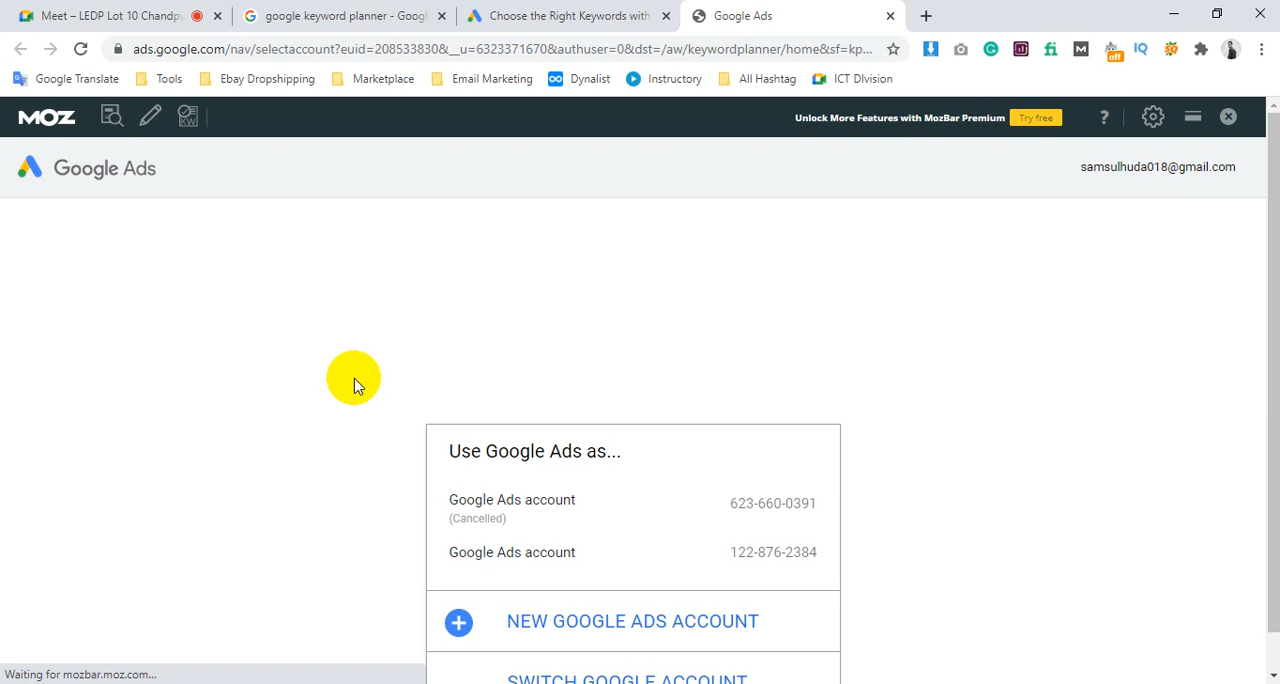 Meet – LEDP Lot 10 Chandpu
google keyword planner - Googl
Choose the Right Keywords with
Google Ads
ads.google.com/nav/selectaccount?euid=208533830&__u=6323371670&authuser=0&dst=/aw/keywordplanner/home&sf=kp...
off
IQ
Google Translate
Tools
Ebay Dropshipping
Marketplace
Email Marketing
Dynalist
Instructory
All Hashtag
ICT DIvision
MOZ
KW
Unlock More Features with MozBar Premium
Try free
?
Google Ads
samsulhuda018@gmail.com
Use Google Ads as...
Google Ads account
623-660-0391
(Cancelled)
Google Ads account
122-876-2384
NEW GOOGLE ADS ACCOUNT
SWITCH GOOGLE ACCOUNT
Waiting for mozbar.moz.com...